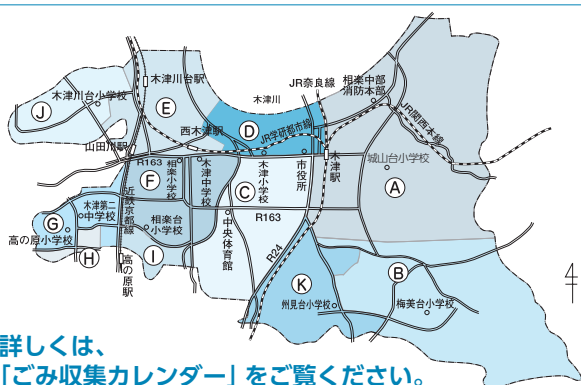 木津川台駅
木津川
JR奈良線
相楽中部
消防本部
木津川台小学校
J
E
D
西木津駅
JR学研都市線
JR関西本線
山田川駅
R163
相楽小学校
木津中学校
木津小学校
市役所
木津駅
城山台小学校
F
C
A
近鉄京都線
木津第二
中学校
相楽台
小学校
中央体育館
R163
G
高の原小学校
H
高の原駅
I
R24
K
B
州見台小学校
梅美台小学校
詳しくは、
「ごみ収集カレンダー」をご覧ください。